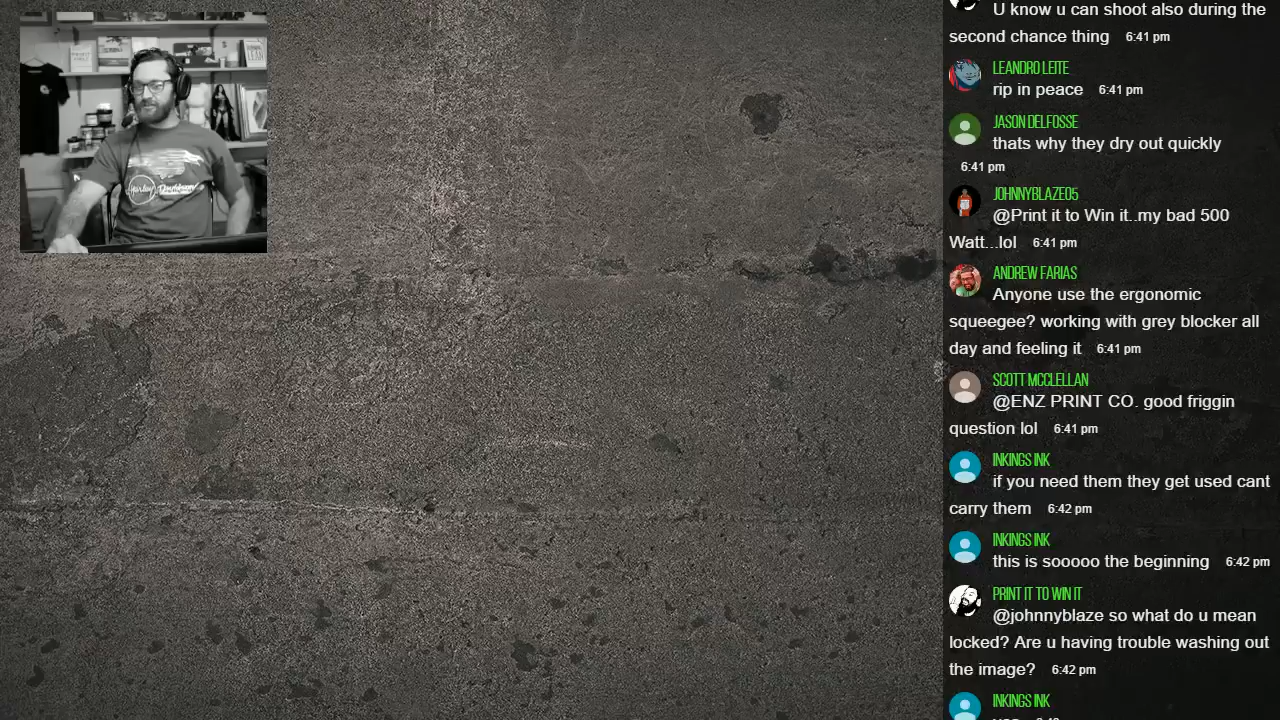 U know u can shoot also during the
second chance thing 6:41 pm
LEANDRO LEITE
rip in peace 6:41 pm
JASON DELFOSSE
thats why they dry out quickly
6:41 pm
JOHNNYBLAZE05
@Print it to Win it..my bad 500
Watt...lol 6:41 pm
ANDREW FARIAS
Anyone use the ergonomic
squeegee? working with grey blocker all
day and feeling it 6:41 pm
SCOTT MCCLELLAN
@ENZ PRINT CO. good friggin
question lol 6:41 pm
INKINGS INK
if you need them they get used cant
carry them 6:42 pm
INKINGS INK
this is sooooo the beginning 6:42 pm
PRINT IT TO WIN IT
@johnnyblaze so what do u mean
locked? Are u having trouble washing out
the image? 6:42 pm
INKINGS INK
Harley-Davidson